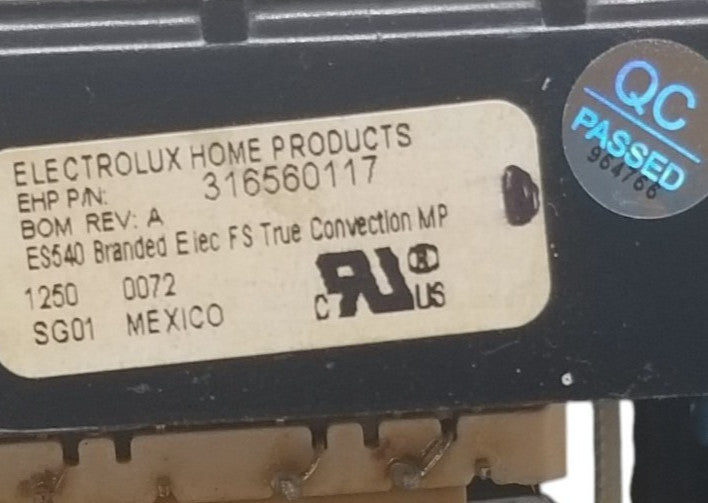 ELECTROLUX HOME PRODUCTS
EHP P/N: 316560117
BOM REV: A
ES540 Branded Elec FS True Convection MP
1250 0072
SG01 MEXICO
C RU ® US
QC
PASSED
964766